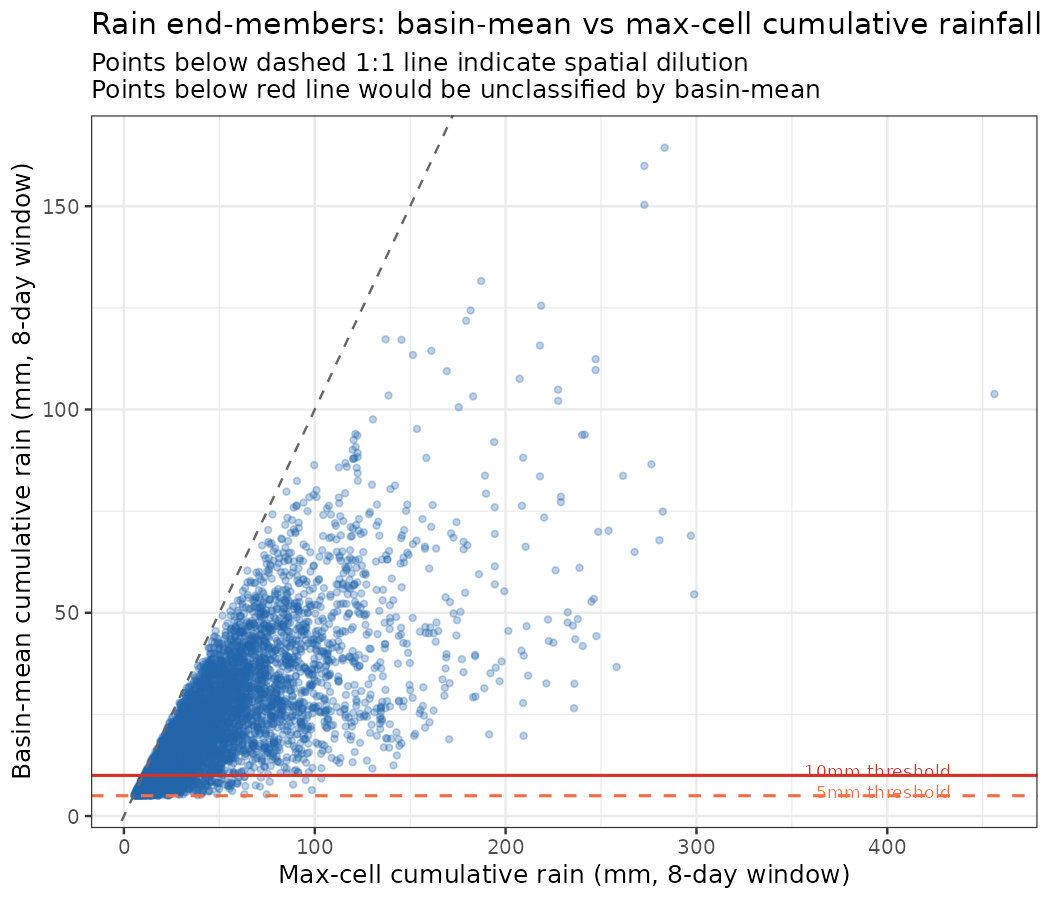 Rain end-members: basin-mean vs max-cell cumulative rainfall
Points below dashed 1:1 line indicate spatial dilution
Points below red line would be unclassified by basin-mean
Basin-mean cumulative rain (mm, 8-day window)
150
100
50
0
10mm threshold
5mm threshold
0 100 200 300 400
Max-cell cumulative rain (mm, 8-day window)